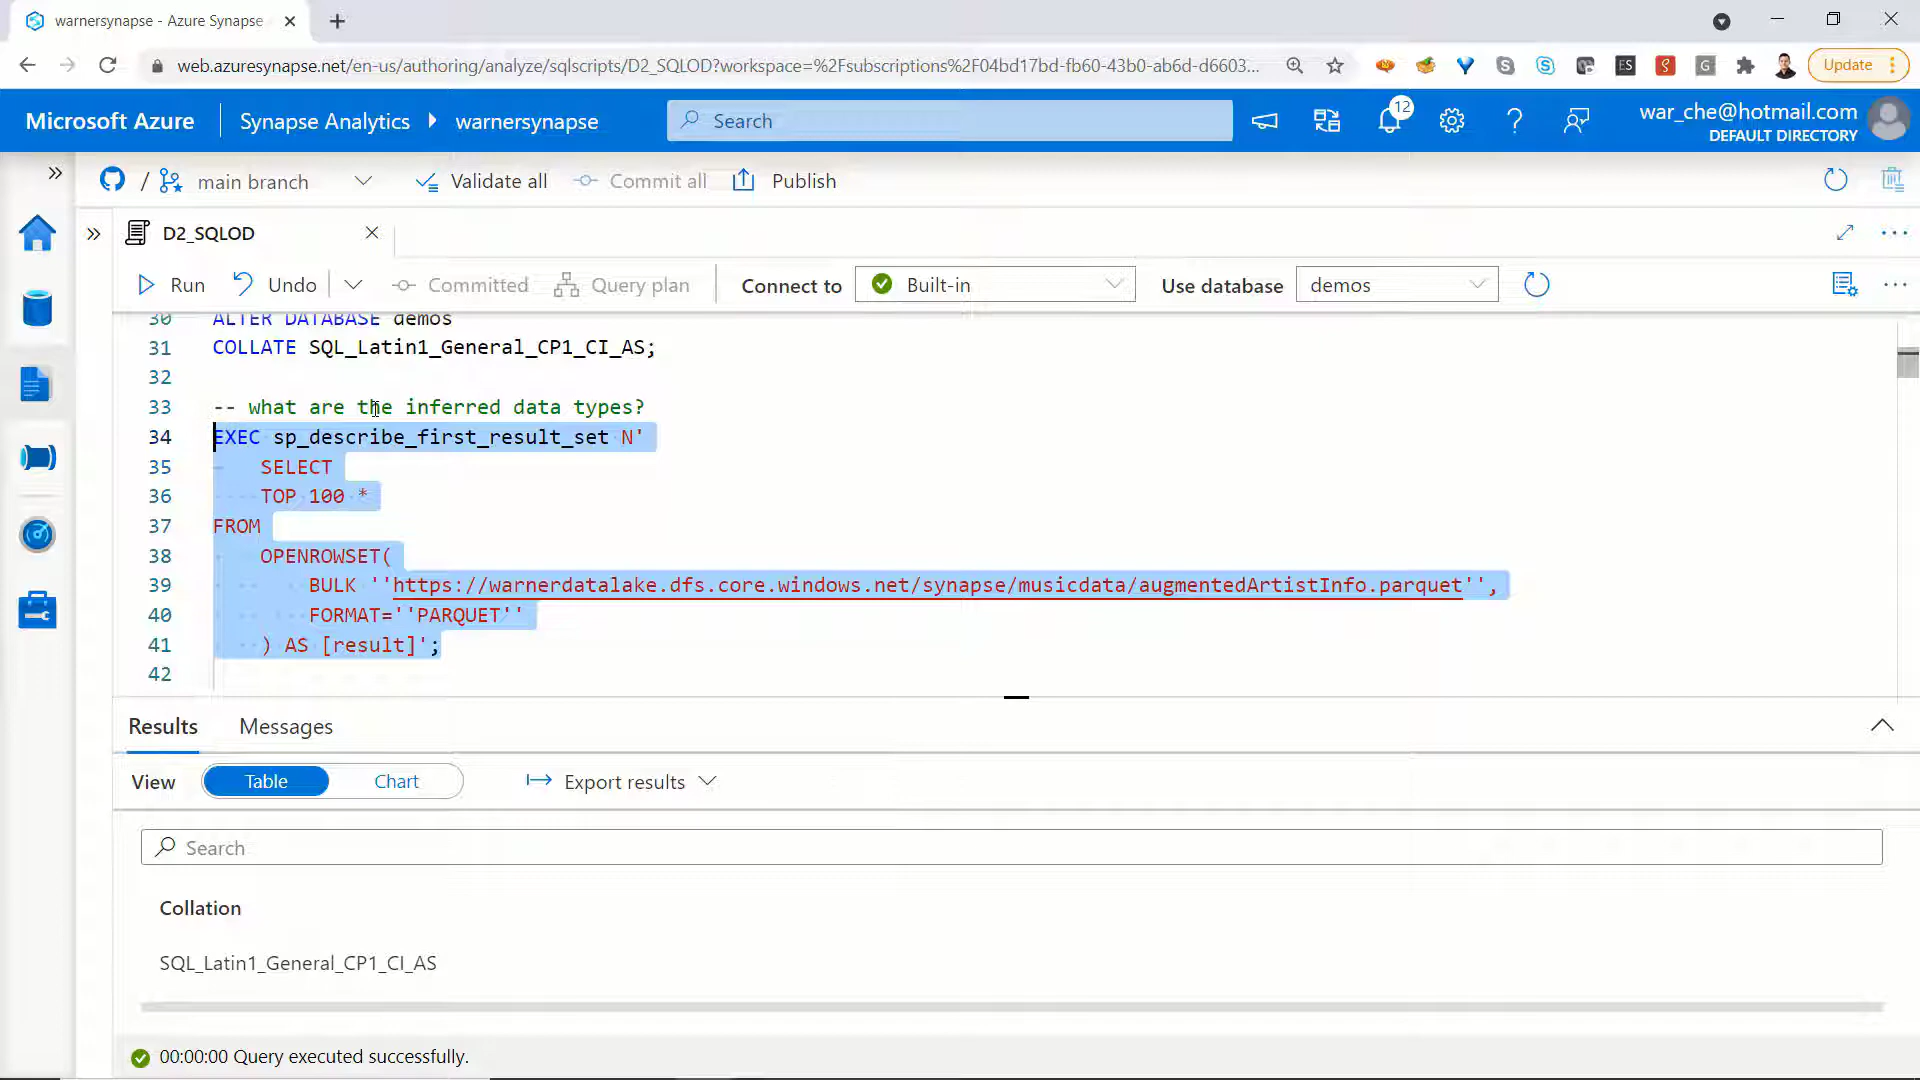 warnersynapse - Azure Synapse
web.azuresynapse.net/en-us/authoring/analyze/sqlscripts/D2_SQLOD?workspace=%2Fsubscriptions%2F04bd17bd-fb60-43b0-ab6d-d6603...
ES
S
G
Update
Microsoft Azure
Synapse Analytics
warnersynapse
Search
12
war_che@hotmail.com
DEFAULT DIRECTORY
/ main branch
Validate all
Commit all
Publish
D2_SQLOD
Run
Undo
Committed
Query plan
Connect to
Built-in
Use database
demos
30 ALTER DATABASE demos
31 COLLATE SQL_Latin1_General_CP1_CI_AS;
32
33 -- what are the inferred data types?
34 EXEC sp_describe_first_result_set N'
35 SELECT
36 TOP 100 *
37 FROM
38 OPENROWSET(
39 BULK ''https://warnerdatalake.dfs.core.windows.net/synapse/musicdata/augmentedArtistInfo.parquet'',
40 FORMAT=''PARQUET''
41 ) AS [result]';
42
Results
Messages
View
Table
Chart
Export results
Search
Collation
SQL_Latin1_General_CP1_CI_AS
00:00:00 Query executed successfully.